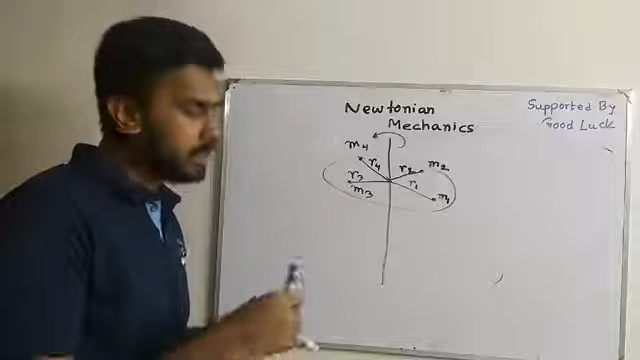 Newtonian
Mechanics
Supported By
Good Luck
m4
r4
r2
m2
r3
r1
m3
m1